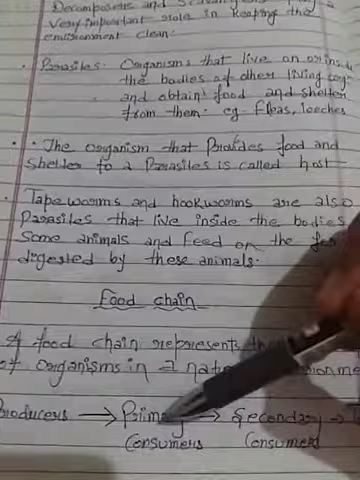 Decomposers and Scavengers play a
very important role in keeping the
environment clean.
• Parasites: Organisms that live on or inside
the bodies of other living
and obtain food and shelter
from them. eg. Fleas, leeches
• The Organism that Provides food and
shelter to a Parasites is called host
• Tapeworms and hookworms are also
Parasites that live inside the bodies
Some animals and Feed on the
digested by these animals.
Food chain
A food chain represents the
of Organisms in a
Producers → → Secondary →
Consumers Consumers